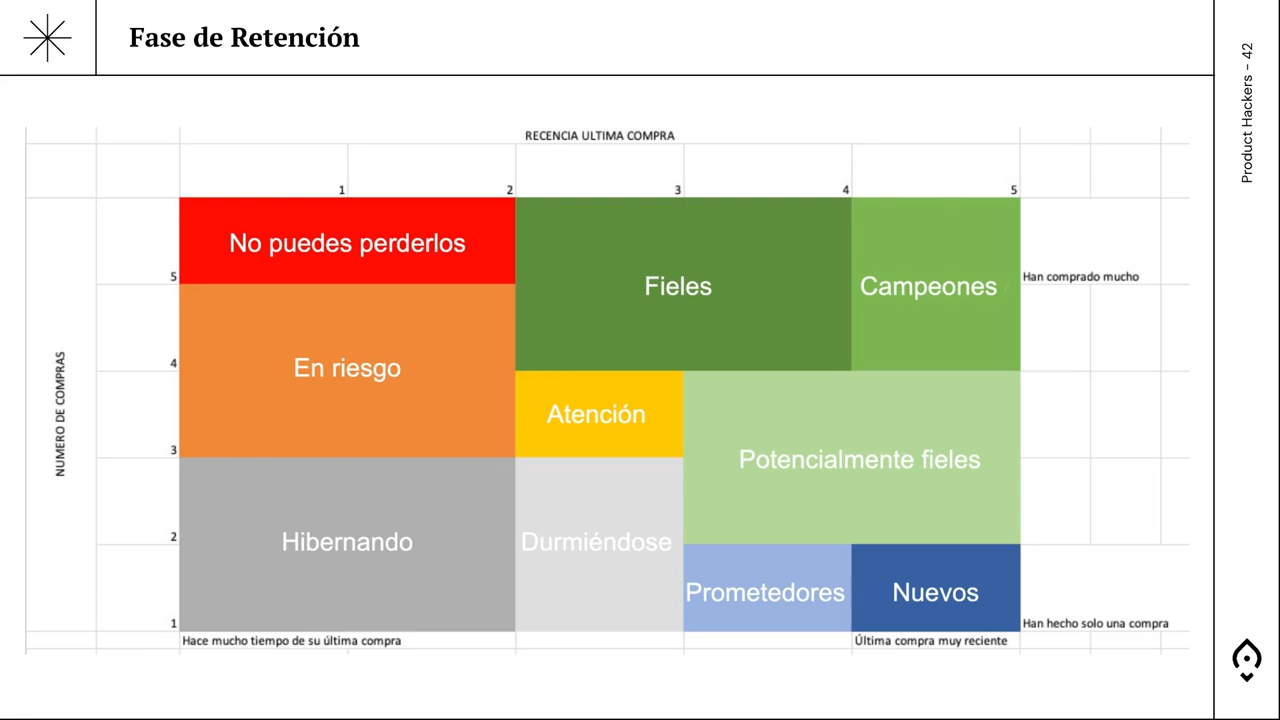 Fase de Retención
Product Hackers – 42
RECENCIA ULTIMA COMPRA
1
2
3
4
5
No puedes perderlos
Fieles
Campeones
5
Han comprado mucho
NUMERO DE COMPRAS
En riesgo
4
Atención
3
Potencialmente fieles
Hibernando
2
Durmiéndose
Prometedores
Nuevos
1
Han hecho solo una compra
Hace mucho tiempo de su última compra
Última compra muy reciente